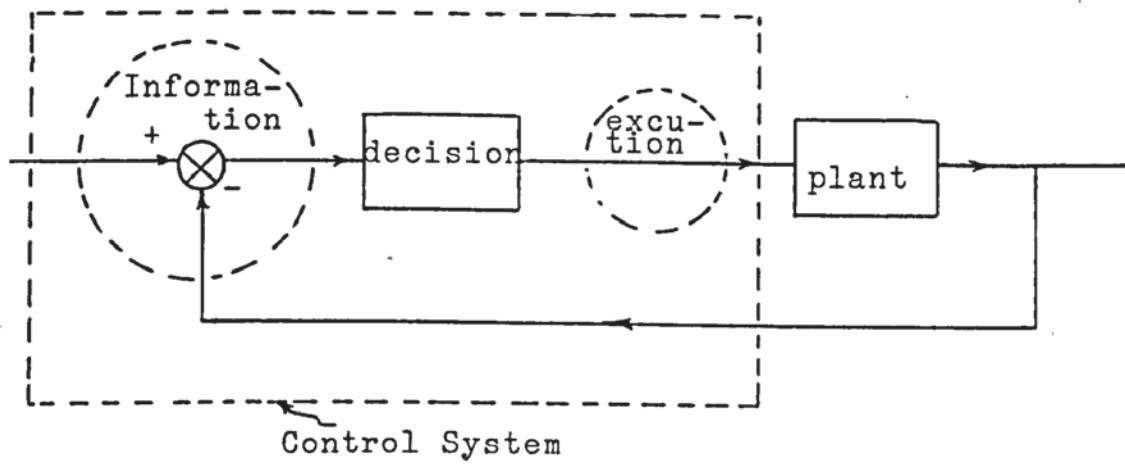 Informa-
tion
+
-
decision
excu-
tion
plant
Control System